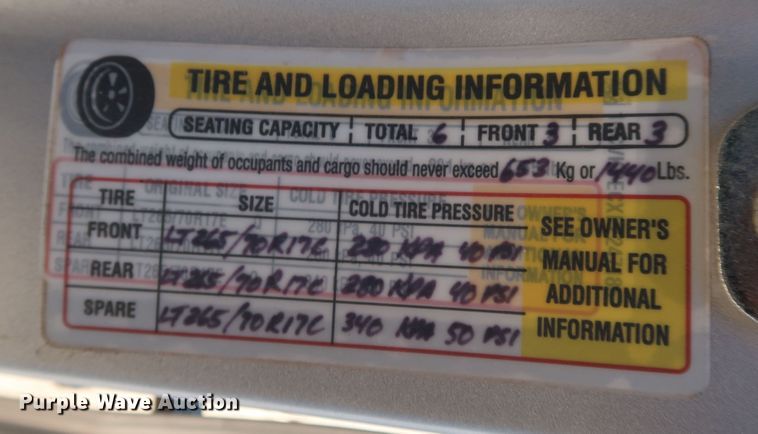 TIRE AND LOADING INFORMATION
SEATING CAPACITY TOTAL 6 FRONT 3 REAR 3
The combined weight of occupants and cargo should never exceed 653 Kg or 1440 Lbs.
TIRE SIZE COLD TIRE PRESSURE
FRONT LT265/70R17C 280 KPA 40 PSI
REAR LT265/70R17C 280 KPA 40 PSI
SPARE LT265/70R17C 340 KPA 50 PSI
SEE OWNER'S
MANUAL FOR
ADDITIONAL
INFORMATION
Purple Wave Auction